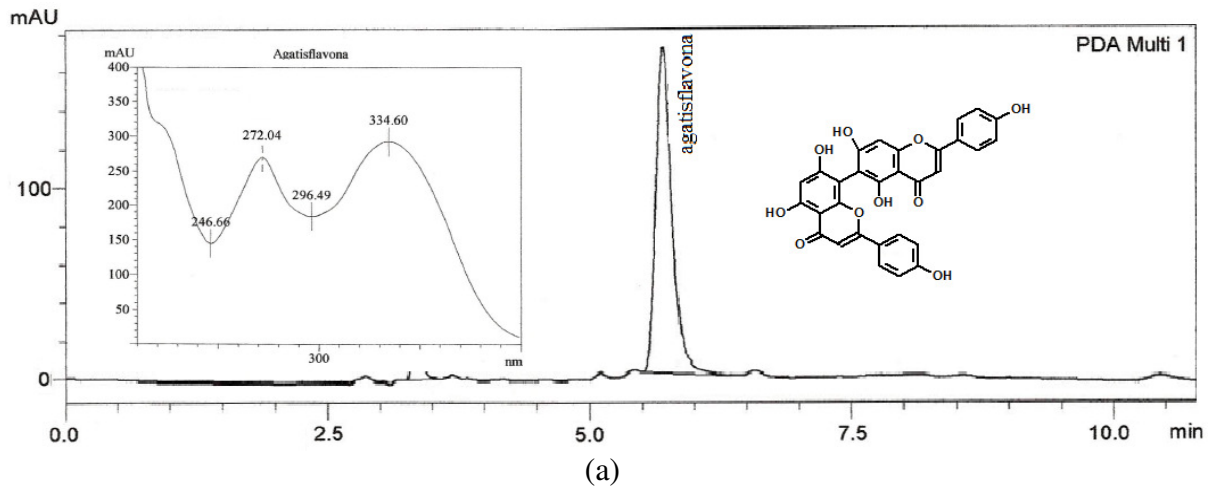 mAU
PDA Multi 1
mAU
Agatisflavona
400
350
300
250
200
150
100
50
272.04
334.60
246.66
296.49
300
nm
agatisflavona
OH
HO
OH
HO
OH
O
O
O
O
OH
100
0
0.0
2.5
5.0
7.5
10.0
min
(a)